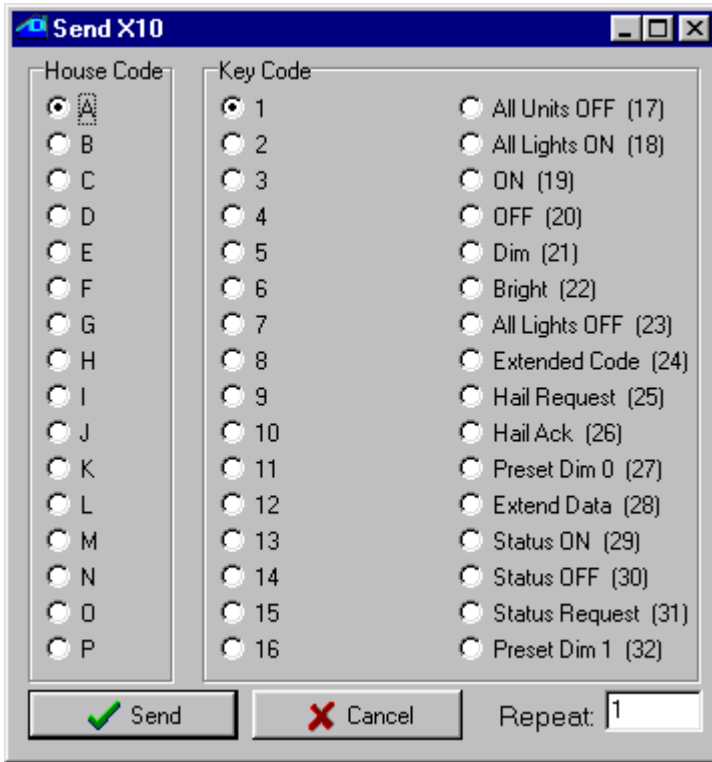 Send X10
House Code
A
B
C
D
E
F
G
H
I
J
K
L
M
N
O
P
Key Code
1
2
3
4
5
6
7
8
9
10
11
12
13
14
15
16
All Units OFF (17)
All Lights ON (18)
ON (19)
OFF (20)
Dim (21)
Bright (22)
All Lights OFF (23)
Extended Code (24)
Hail Request (25)
Hail Ack (26)
Preset Dim 0 (27)
Extend Data (28)
Status ON (29)
Status OFF (30)
Status Request (31)
Preset Dim 1 (32)
Send
Cancel
Repeat: 1